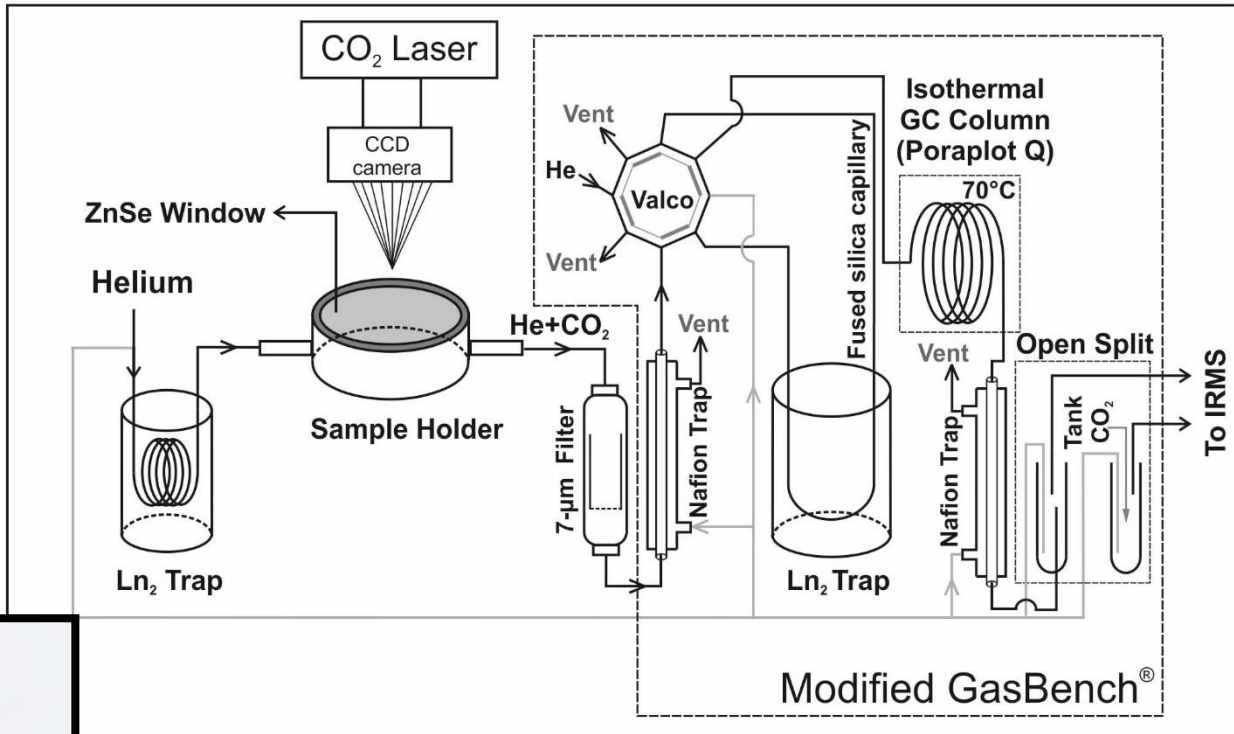 CO₂ Laser
CCD
camera
ZnSe Window
Helium
He+CO₂
Sample Holder
Ln₂ Trap
7-µm Filter
Nafion Trap
Vent
Vent
He
Valco
Vent
Fused silica capillary
Ln₂ Trap
Isothermal
GC Column
(Poraplot Q)
70°C
Vent
Nafion Trap
Open Split
Tank
CO₂
To IRMS
Modified GasBench®